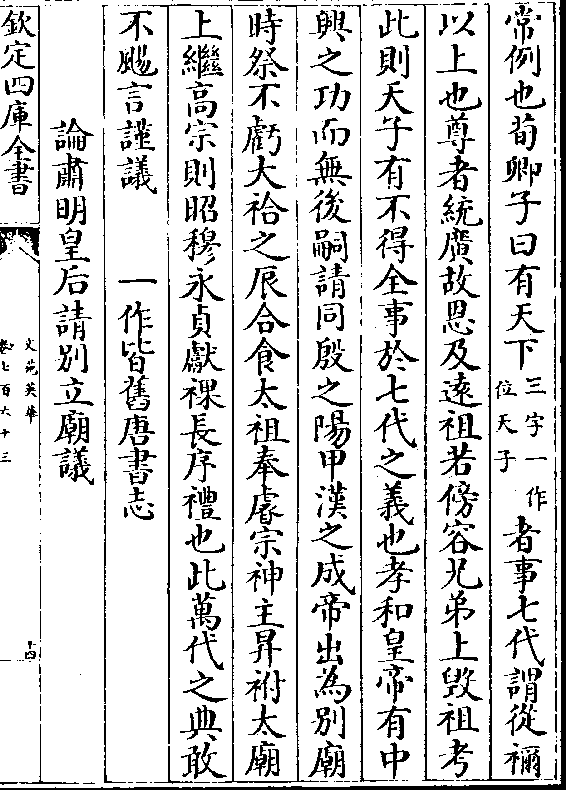 常例也荀卿子曰有天下三字一作位天子者事七代謂從禰
以上也尊者統廣故恩及遠祖若傍容兄弟上毁祖考
此則天子有不得全事於七代之義也孝和皇帝有中
興之功而無後嗣請同殷之陽甲漢之成帝出為別廟
時祭不虧大祫之辰合食太祖奉睿宗神主昇祔太廟
上繼高宗則昭穆永貞獻祼長序禮也此萬代之典敢
不颺言謹議 一作皆舊唐書志
論肅明皇后請別立廟議
欽定四庫全書
文苑英華
卷七百六十三
十四